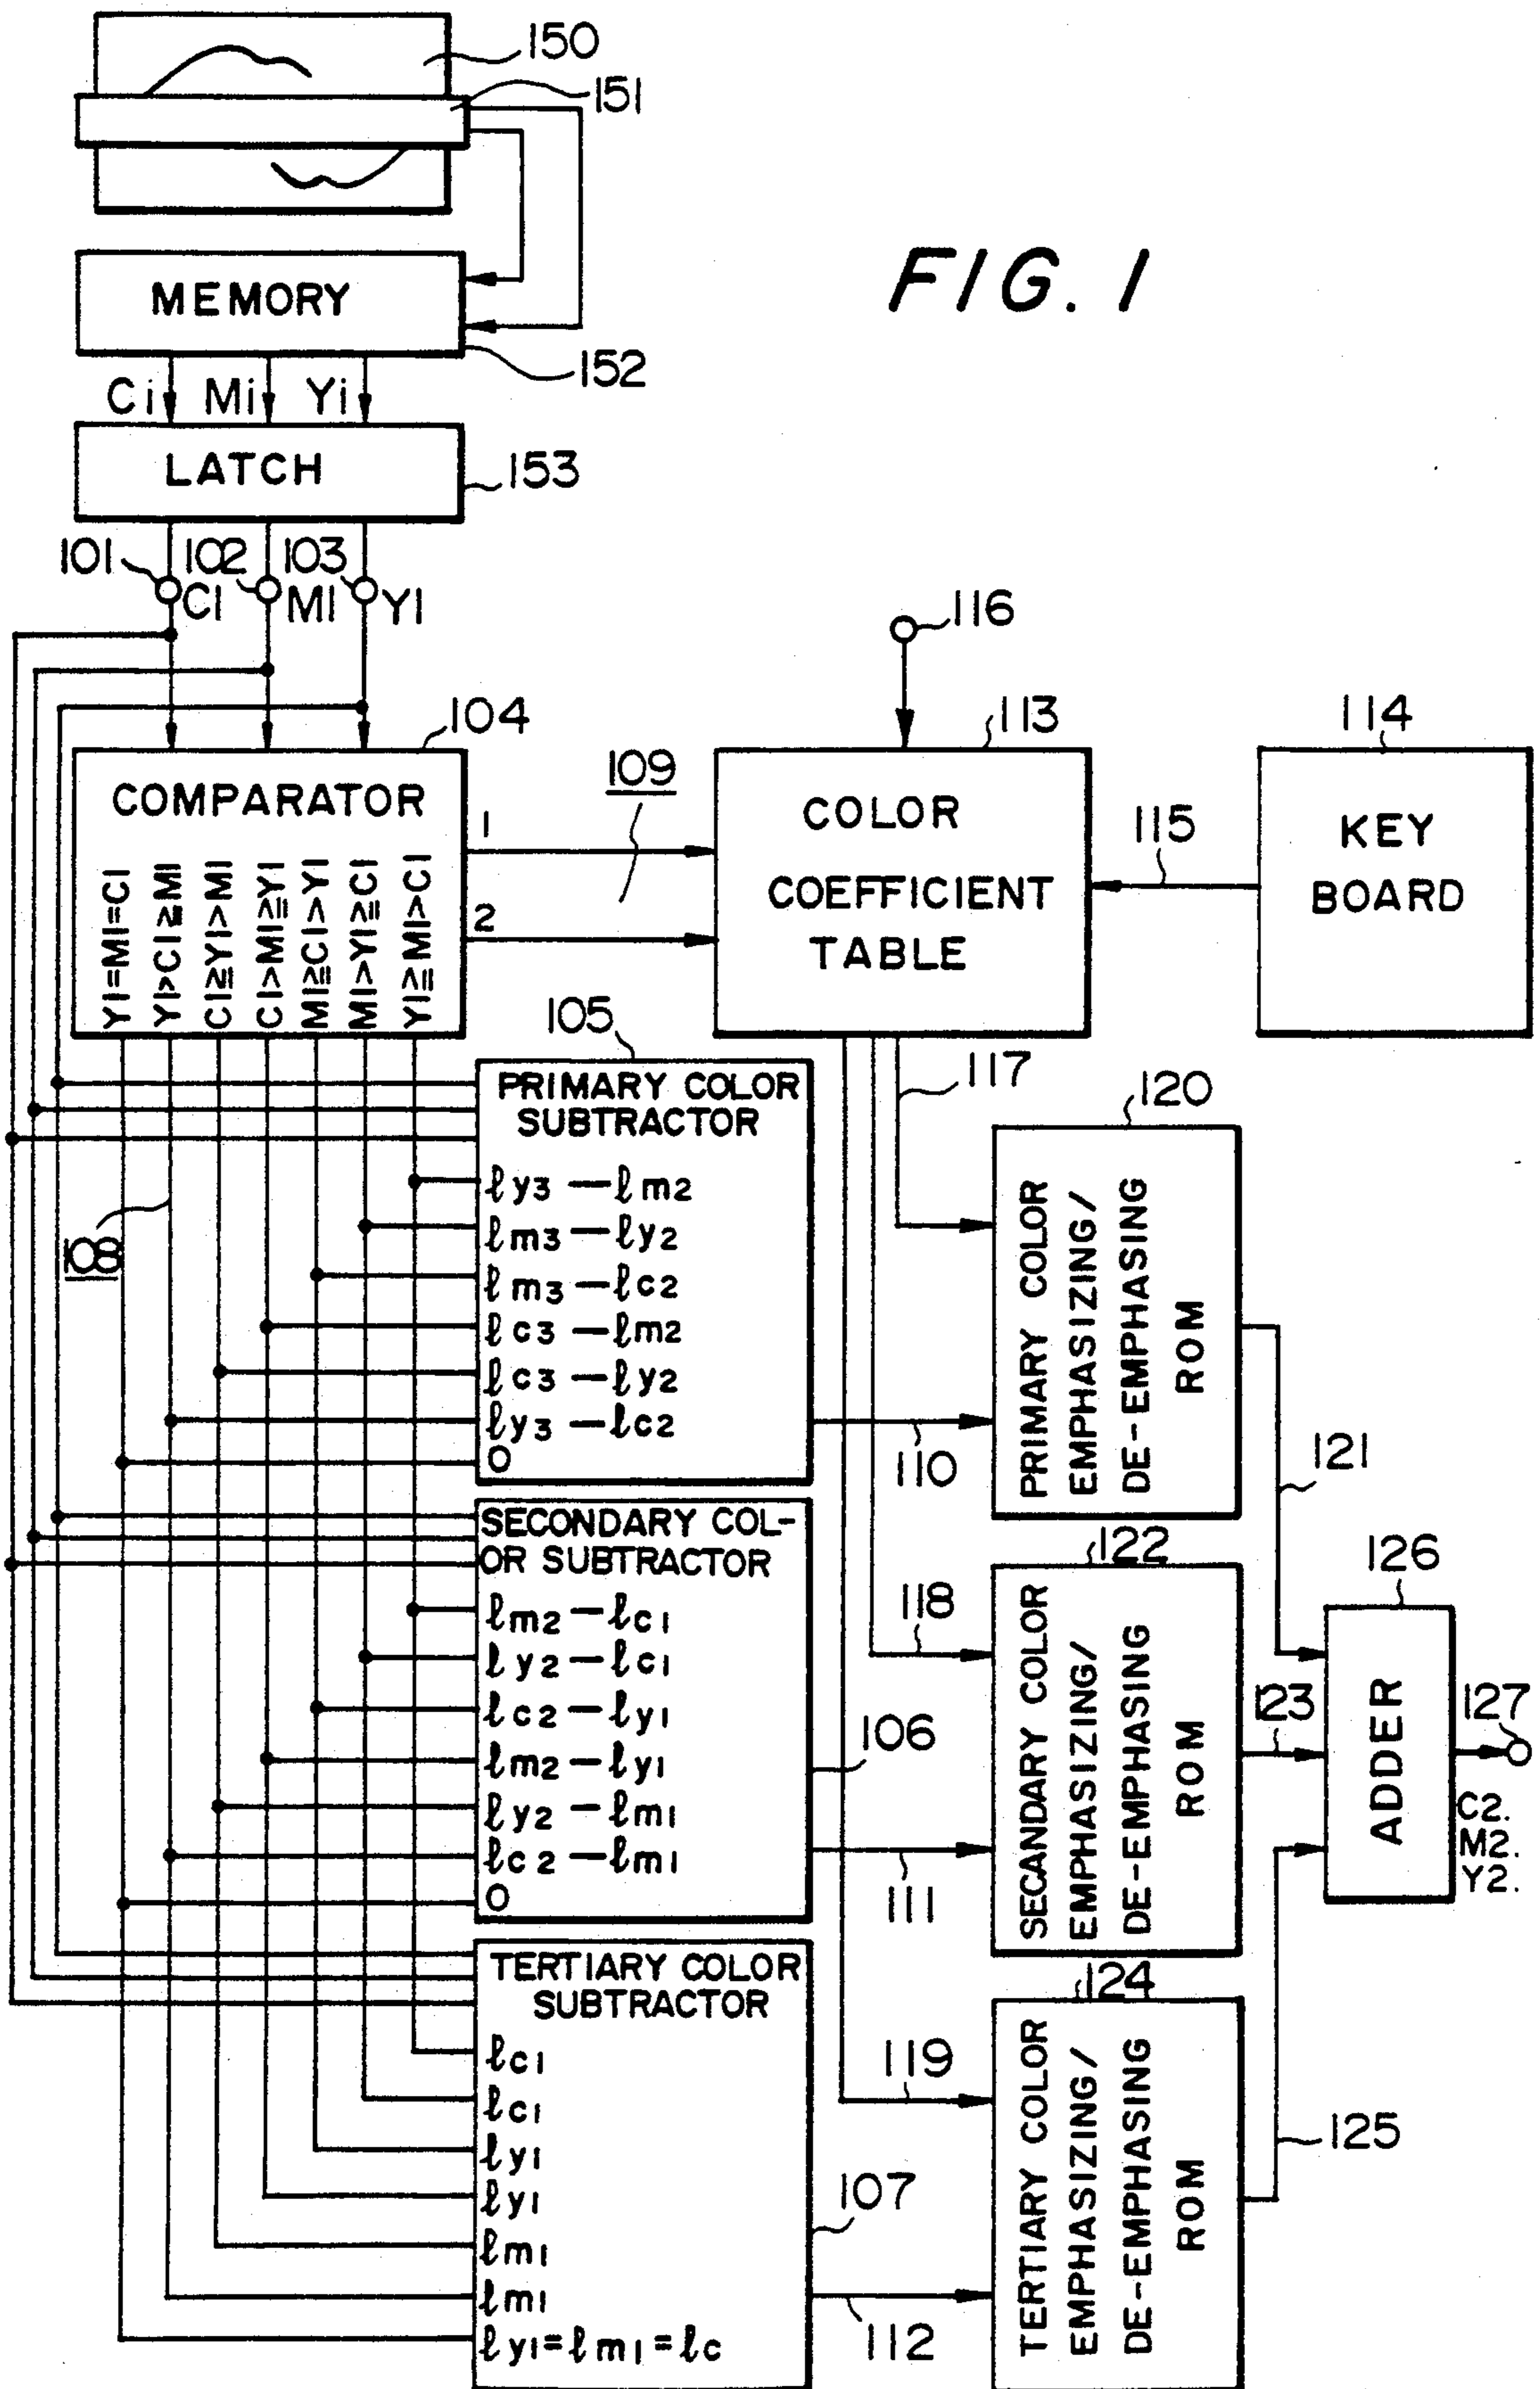 FIG. 1
150
151
MEMORY
152
Ci Mi Yi
LATCH
153
101 102 103
C1 M1 Y1
116
104
COMPARATOR
Y1=M1=C1
Y1>C1≧M1
C1≧Y1>M1
C1>M1≧Y1
M1≧C1>Y1
M1>Y1≧C1
Y1≧M1>C1
1
109
2
113
COLOR
COEFFICIENT
TABLE
115
114
KEY
BOARD
108
105
PRIMARY COLOR
SUBTRACTOR
ℓy3 — ℓm2
ℓm3 — ℓy2
ℓm3 — ℓc2
ℓc3 — ℓm2
ℓc3 — ℓy2
ℓy3 — ℓc2
0
110
117
120
PRIMARY COLOR
EMPHASIZING/
DE-EMPHASING
ROM
121
SECONDARY COL-
OR SUBTRACTOR
ℓm2 — ℓc1
ℓy2 — ℓc1
ℓc2 — ℓy1
ℓm2 — ℓy1
ℓy2 — ℓm1
ℓc2 — ℓm1
0
106
111
118
122
SECANDARY COLOR
EMPHASIZING/
DE-EMPHASING
ROM
123
126
ADDER
127
C2.
M2.
Y2.
TERTIARY COLOR
SUBTRACTOR
ℓc1
ℓc1
ℓy1
ℓy1
ℓm1
ℓm1
ℓy1=ℓm1=ℓc
107
112
119
124
TERTIARY COLOR
EMPHASIZING/
DE-EMPHASING
ROM
125